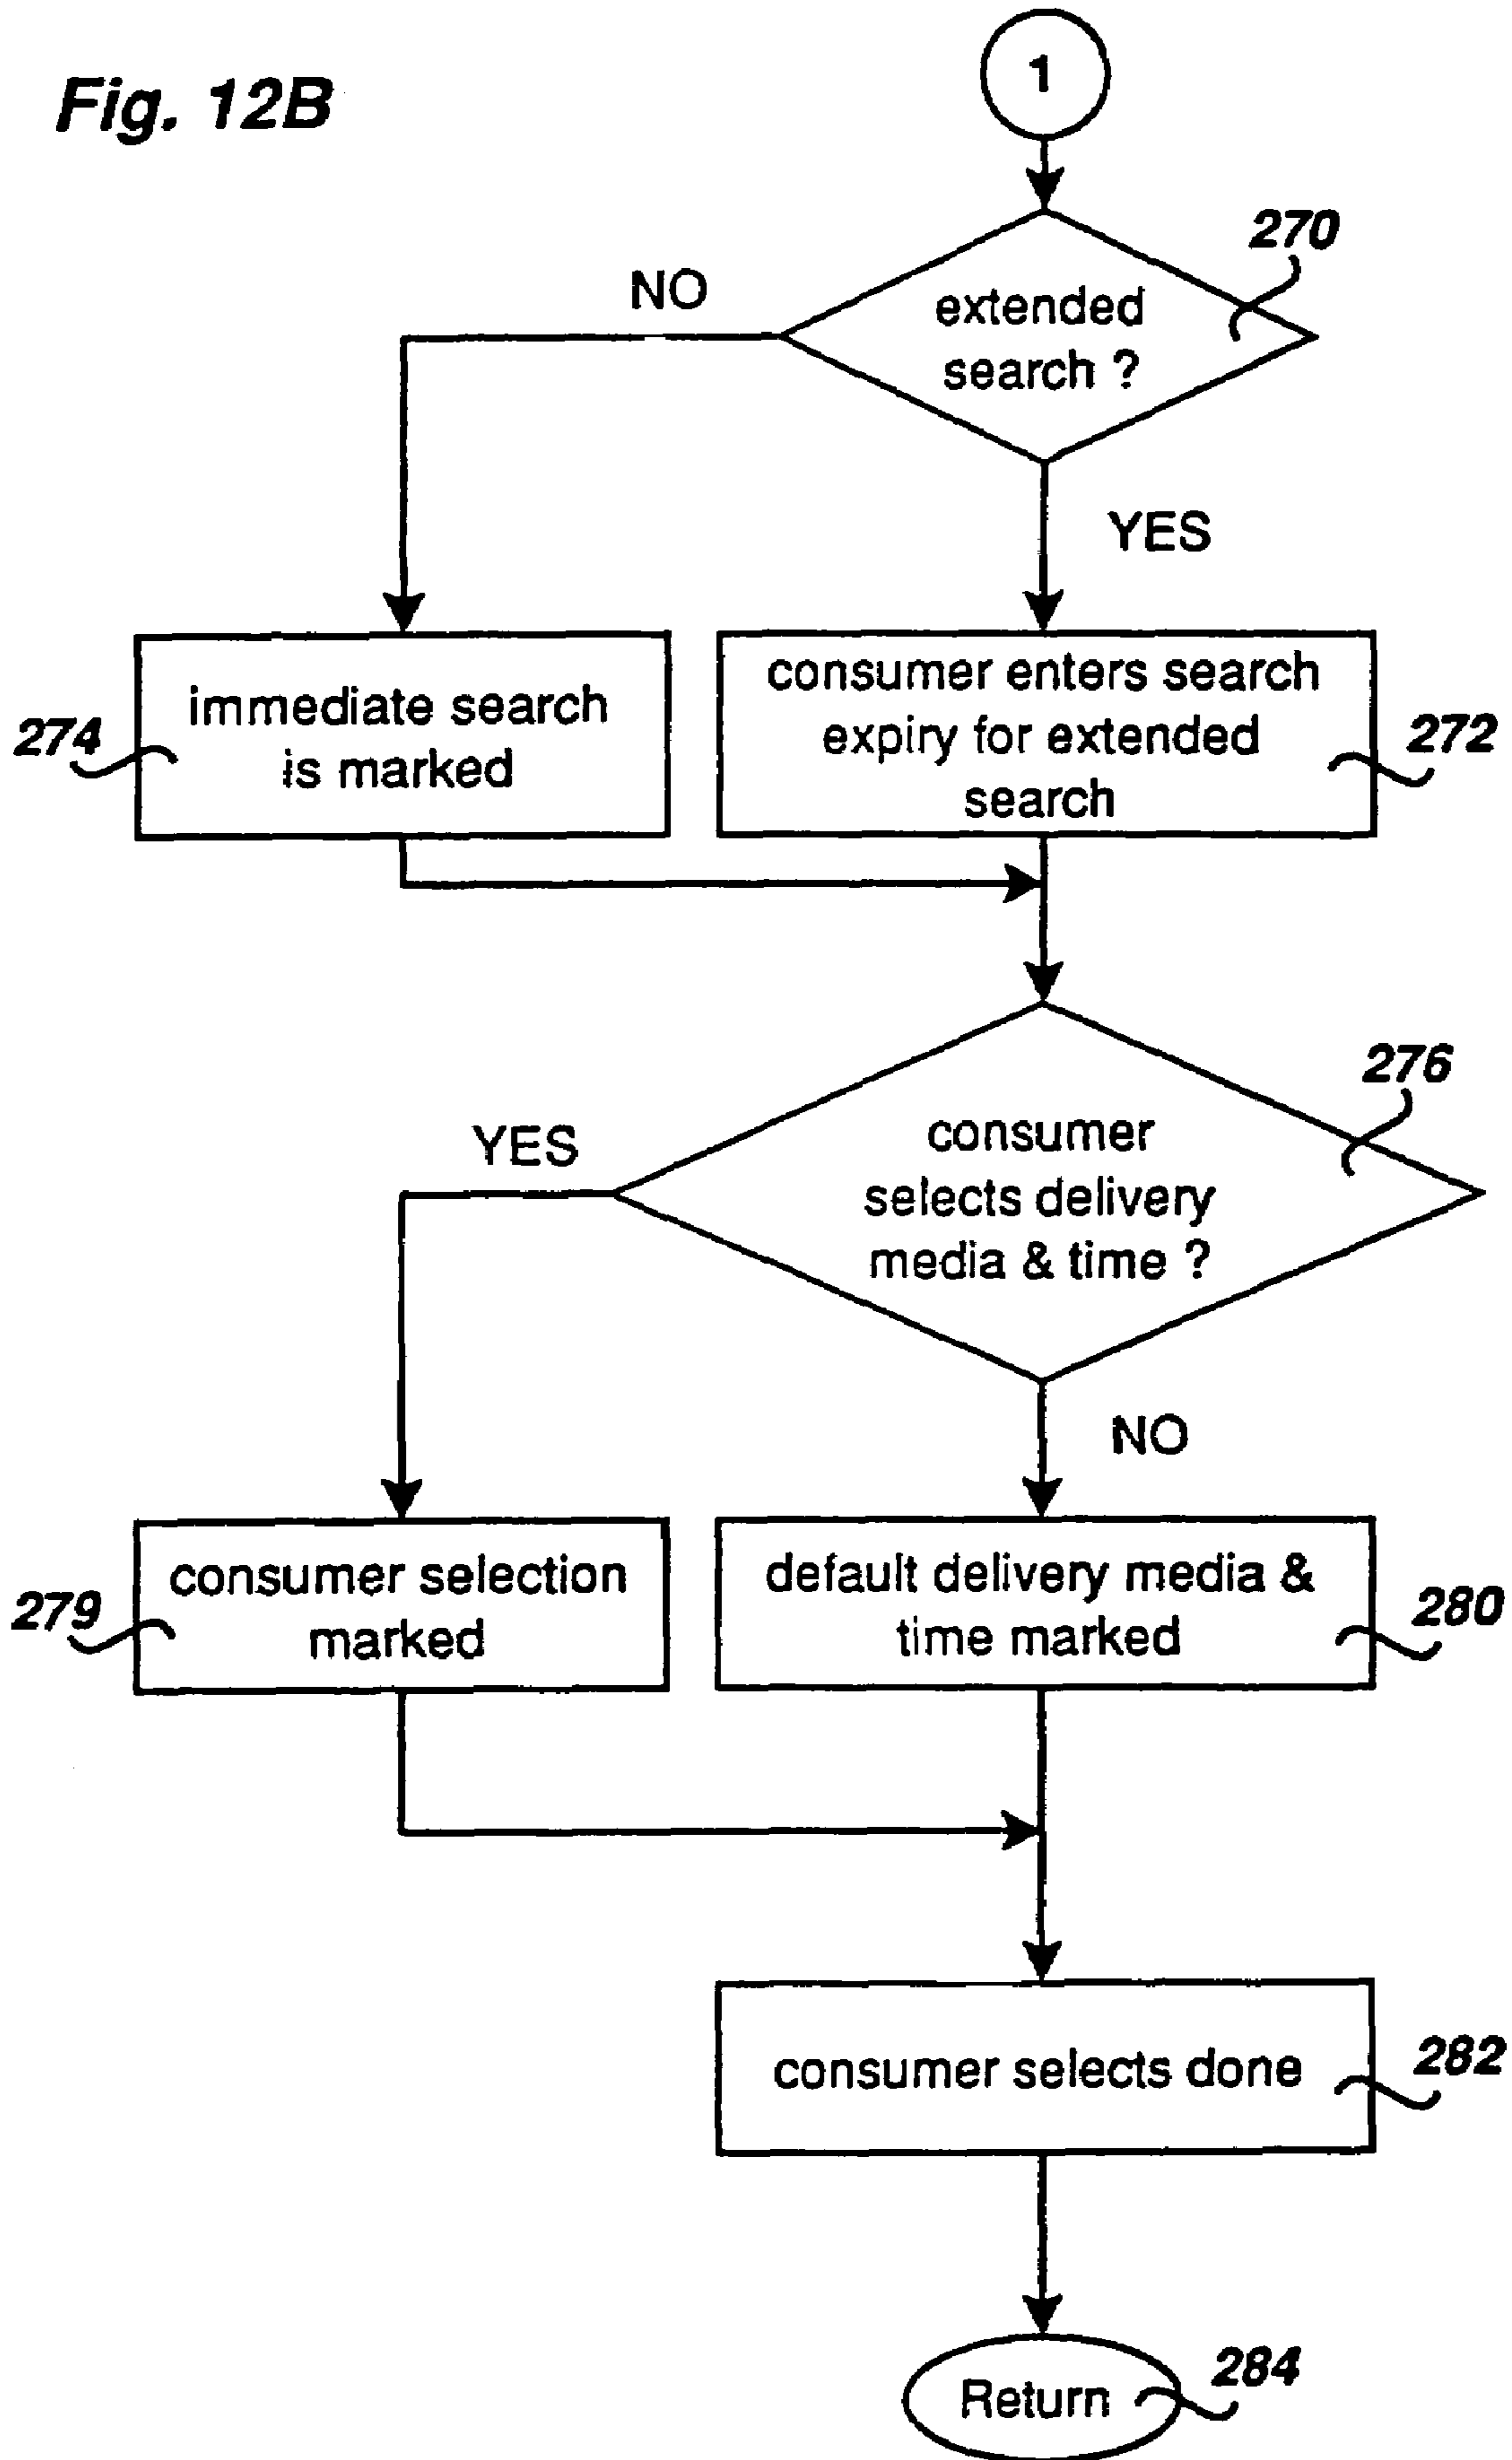 Fig. 12B
1
270
NO
extended
search ?
YES
274
immediate search
is marked
consumer enters search
expiry for extended
search
272
276
YES
consumer
selects delivery
media & time ?
NO
279
consumer selection
marked
default delivery media &
time marked
280
consumer selects done
282
Return
284